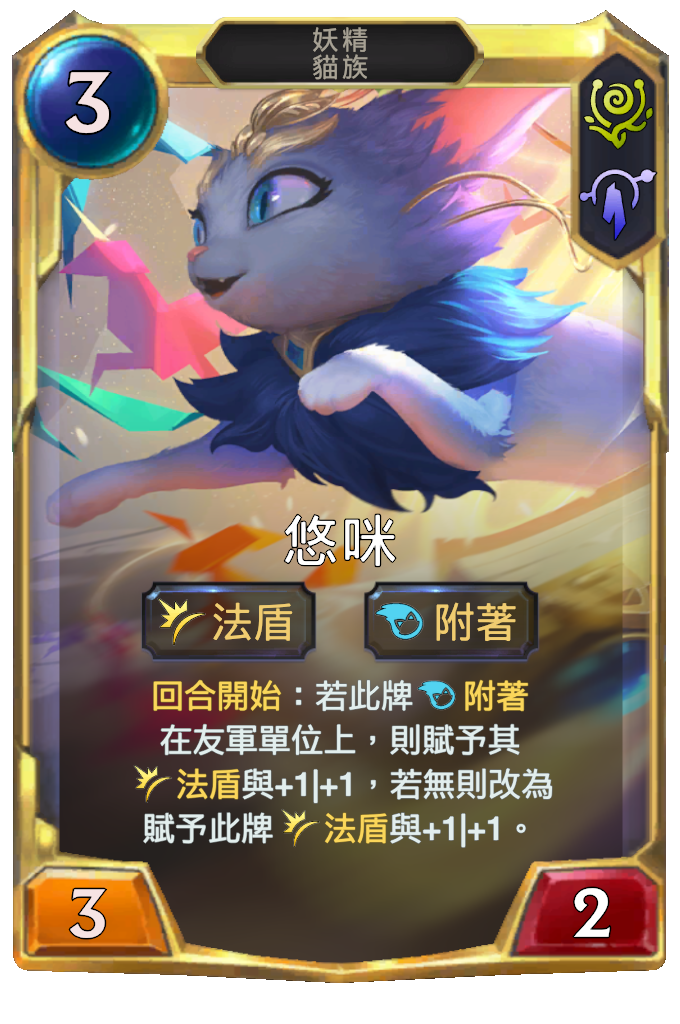 妖精
貓族
3
悠咪
法盾 附著
回合開始：若此牌 附著
在友軍單位上，則賦予其
法盾與+1|+1，若無則改為
賦予此牌 法盾與+1|+1。
3 2